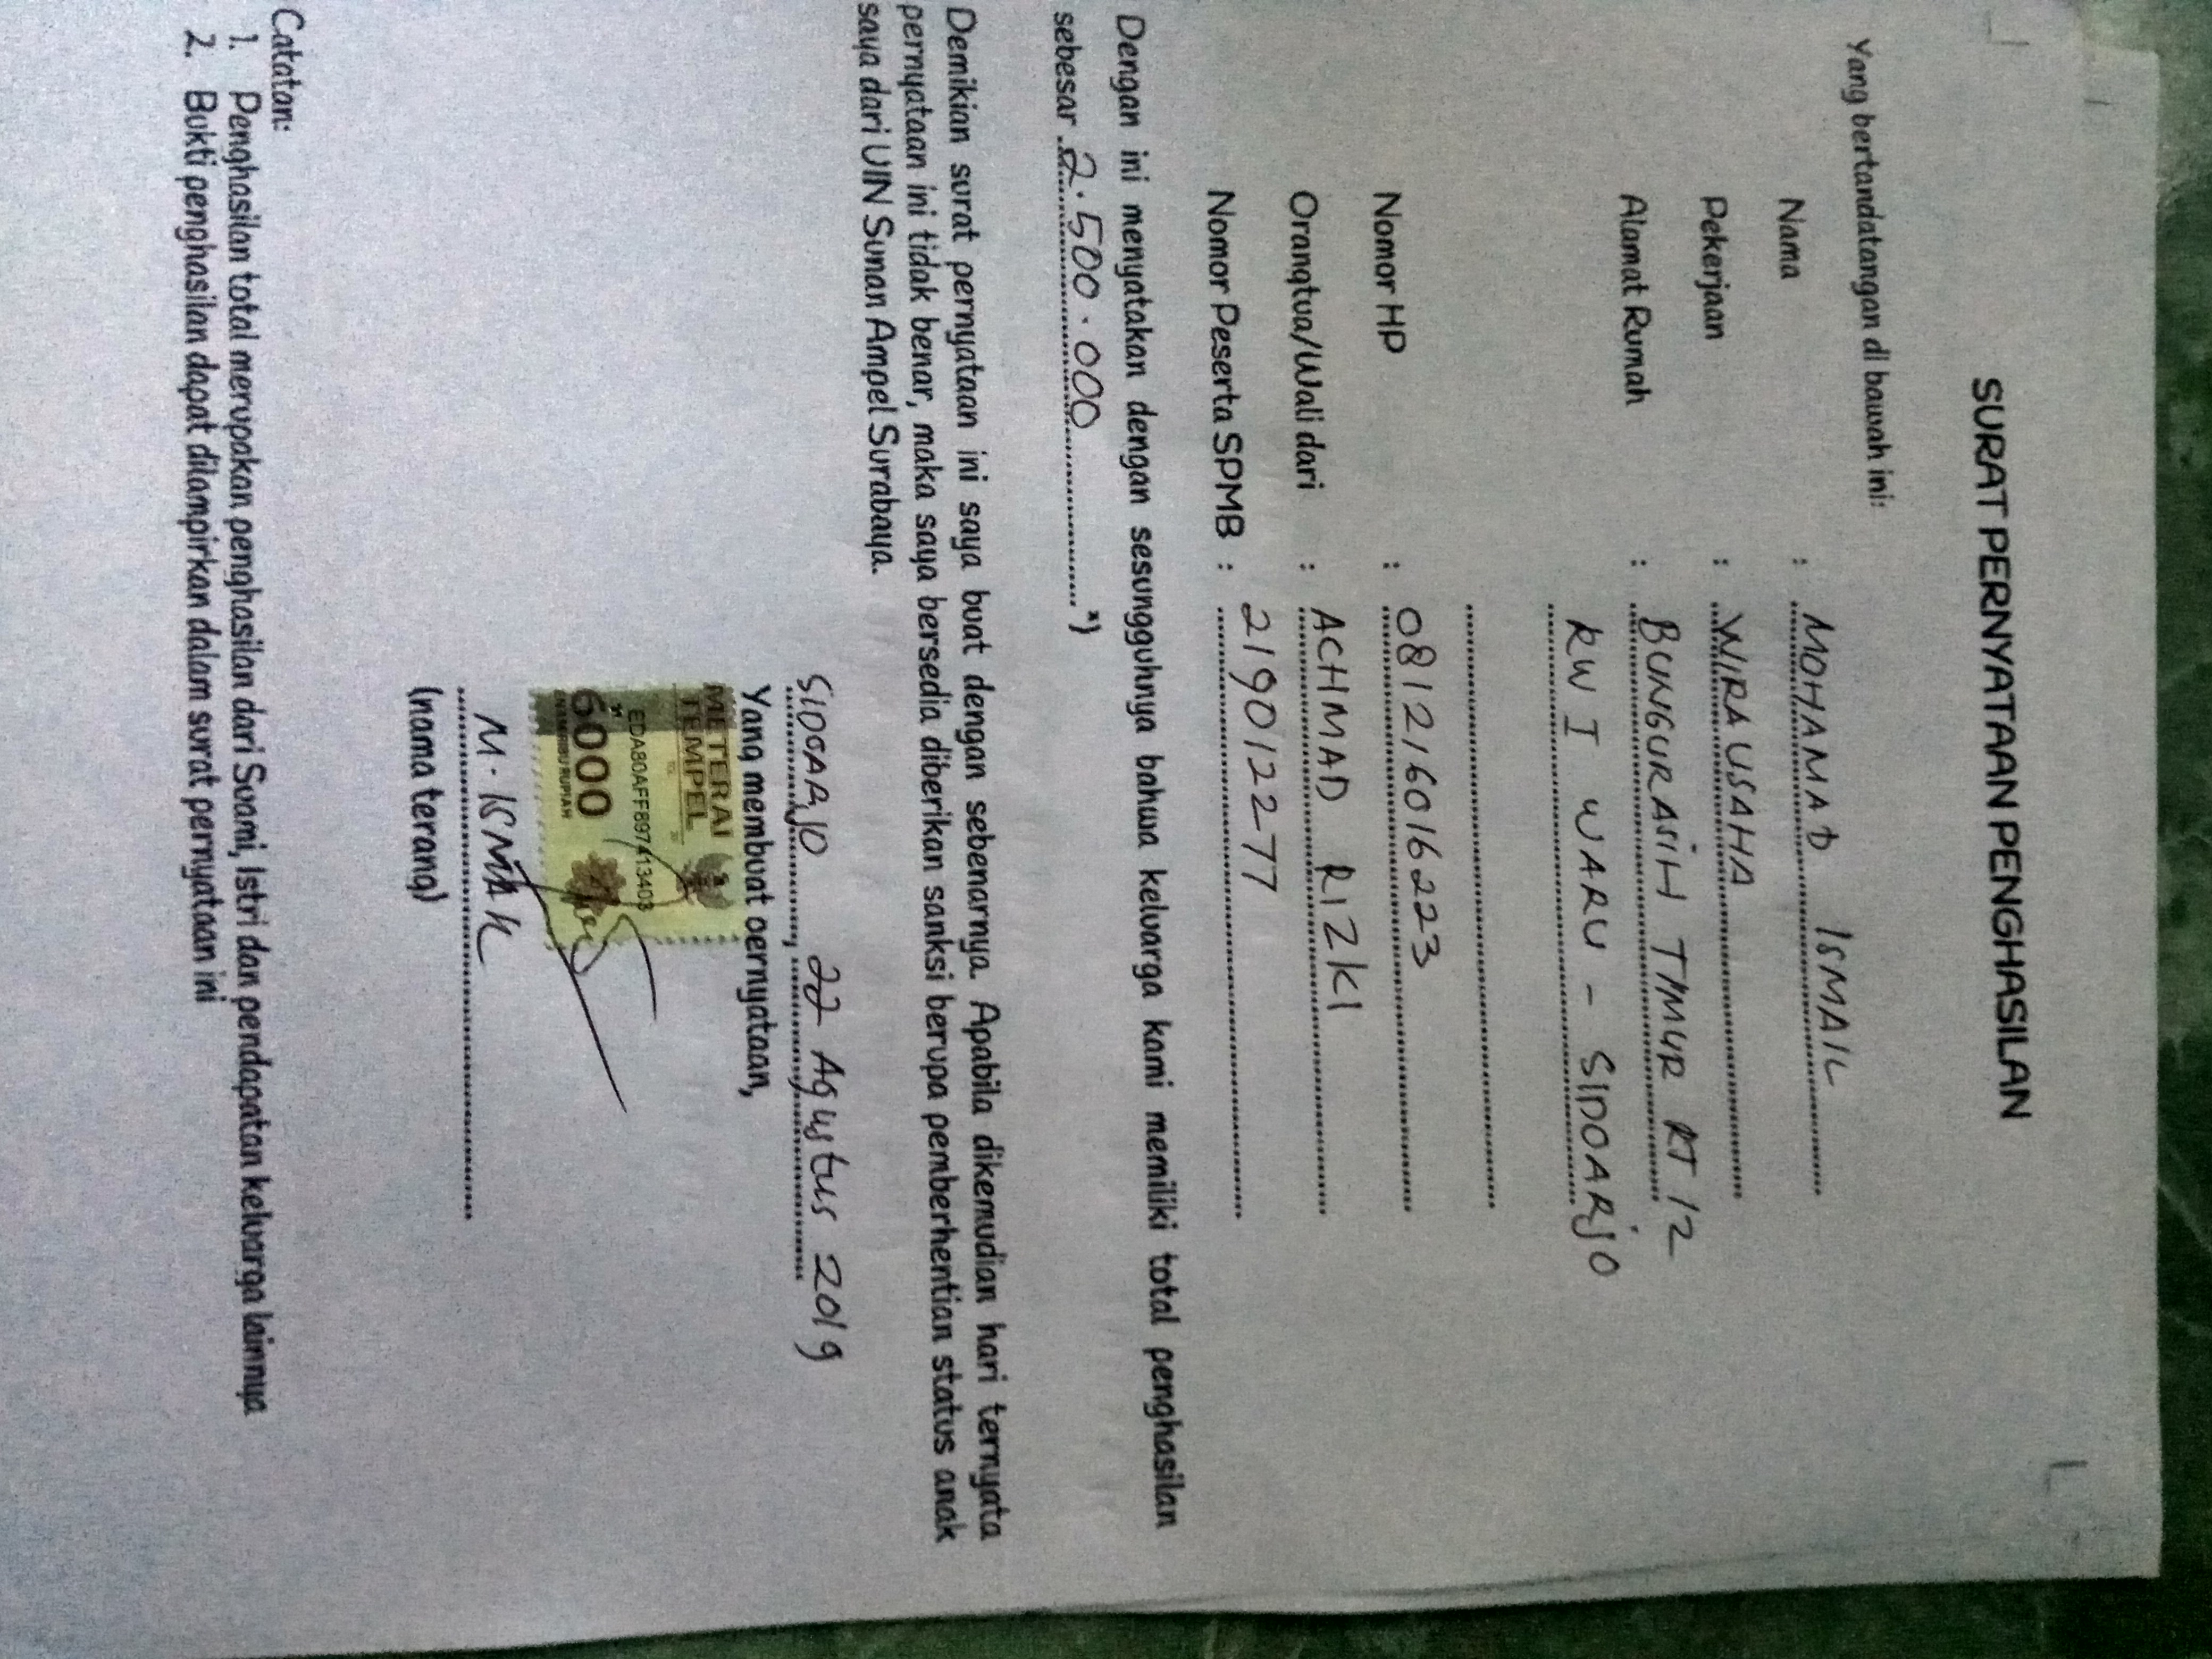 SURAT PERNYATAAN PENGHASILAN
Yang bertandatangan di bawah ini:
Nama : MOHAMAD ISMAIL
Pekerjaan : WIRAUSAHA
Alamat Rumah : BUNGURASIH TIMUR RT 12
RW I WARU - SIDOARJO
Nomor HP : 081216016223
Orangtua/Wali dari : ACHMAD RIZKI
Nomor Peserta SPMB : 219012277
Dengan ini menyatakan dengan sesungguhnya bahwa keluarga kami memiliki total penghasilan
sebesar 2.500.000 *)
Demikian surat pernyataan ini saya buat dengan sebenarnya. Apabila dikemudian hari ternyata
pernyataan ini tidak benar, maka saya bersedia diberikan sanksi berupa pemberhentian status anak
saya dari UIN Sunan Ampel Surabaya.
SIDOARJO, 22 Agustus 2019
Yang membuat pernyataan,
METERAI
TEMPEL
EDA80AFF897413403
6000
ENAM RIBU RUPIAH
M. ISMAIL
(nama terang)
Catatan:
1. Penghasilan total merupakan penghasilan dari Suami, Istri dan pendapatan keluarga lainnya
2. Bukti penghasilan dapat dilampirkan dalam surat pernyataan ini